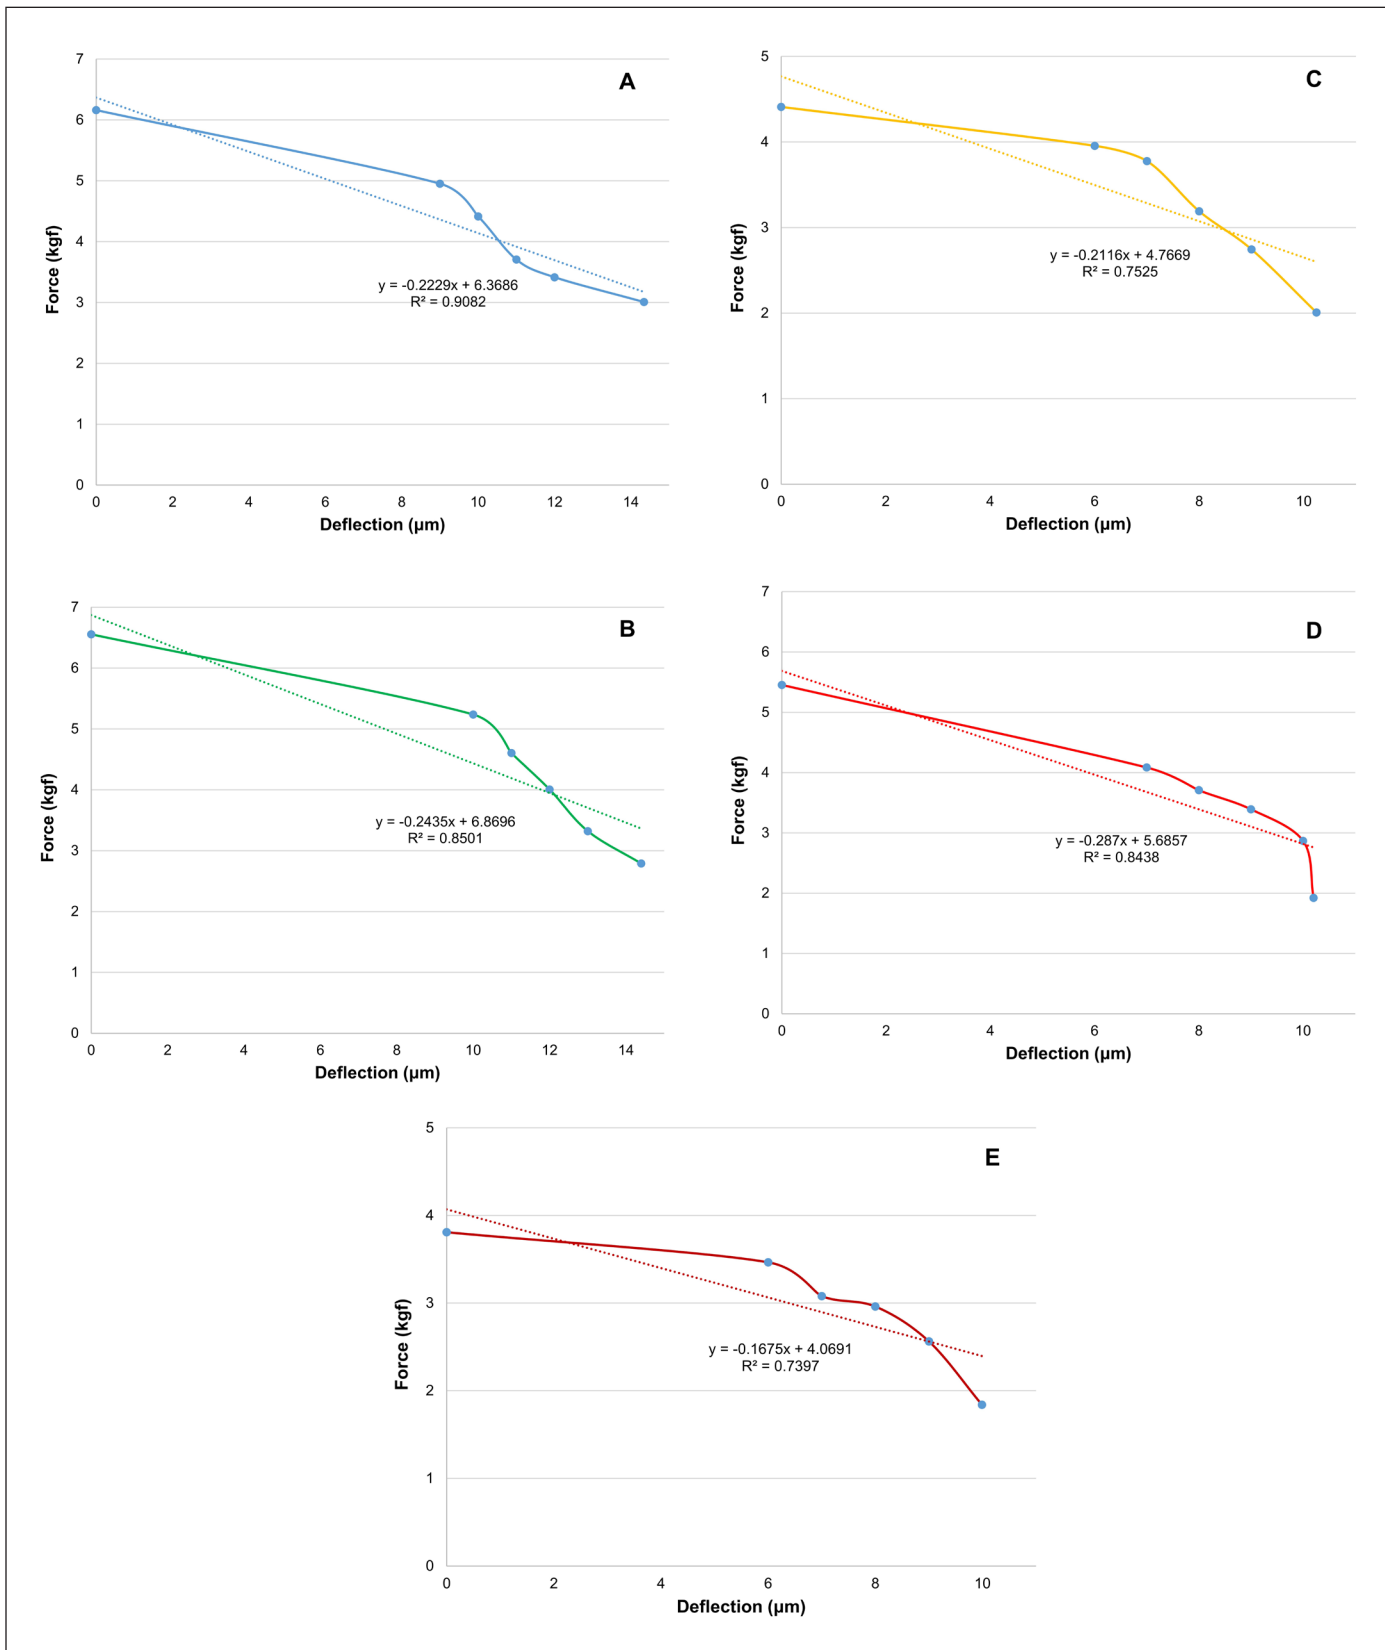 A
7
6
5
4
3
2
1
0
Force (kgf)
y = -0.2229x + 6.3686
R² = 0.9082
0 2 4 6 8 10 12 14
Deflection (µm)
C
5
4
3
2
1
0
Force (kgf)
y = -0.2116x + 4.7669
R² = 0.7525
0 2 4 6 8 10
Deflection (µm)
B
7
6
5
4
3
2
1
0
Force (kgf)
y = -0.2435x + 6.8696
R² = 0.8501
0 2 4 6 8 10 12 14
Deflection (µm)
D
7
6
5
4
3
2
1
0
Force (kgf)
y = -0.287x + 5.6857
R² = 0.8438
0 2 4 6 8 10
Deflection (µm)
E
5
4
3
2
1
0
Force (kgf)
y = -0.1675x + 4.0691
R² = 0.7397
0 2 4 6 8 10
Deflection (µm)